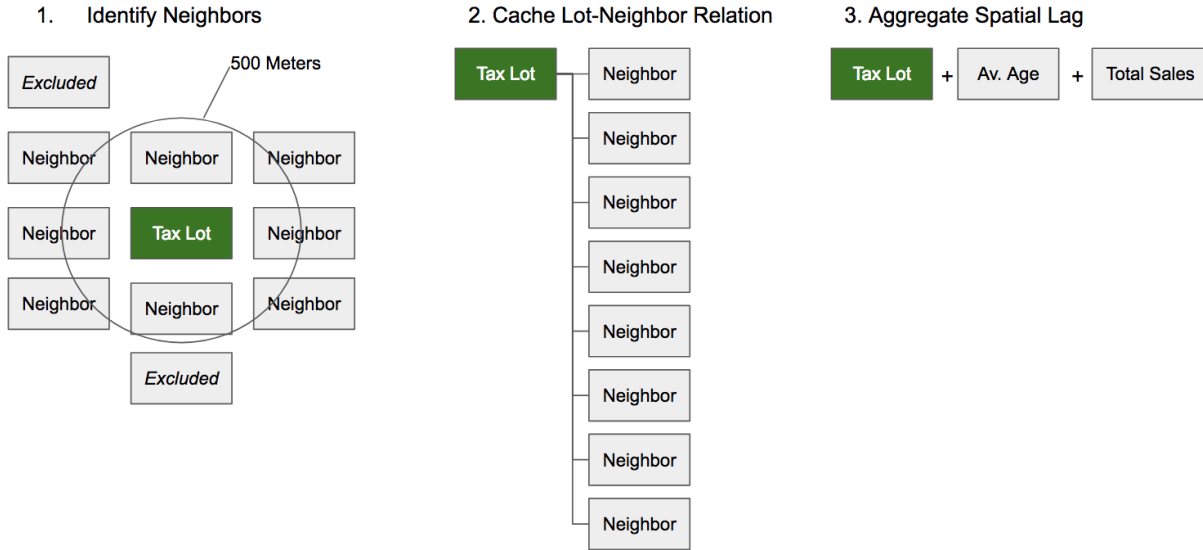 1. Identify Neighbors
500 Meters
Excluded
Neighbor
Neighbor
Neighbor
Neighbor
Tax Lot
Neighbor
Neighbor
Neighbor
Neighbor
Excluded
2. Cache Lot-Neighbor Relation
Tax Lot
Neighbor
Neighbor
Neighbor
Neighbor
Neighbor
Neighbor
Neighbor
Neighbor
3. Aggregate Spatial Lag
Tax Lot + Av. Age + Total Sales